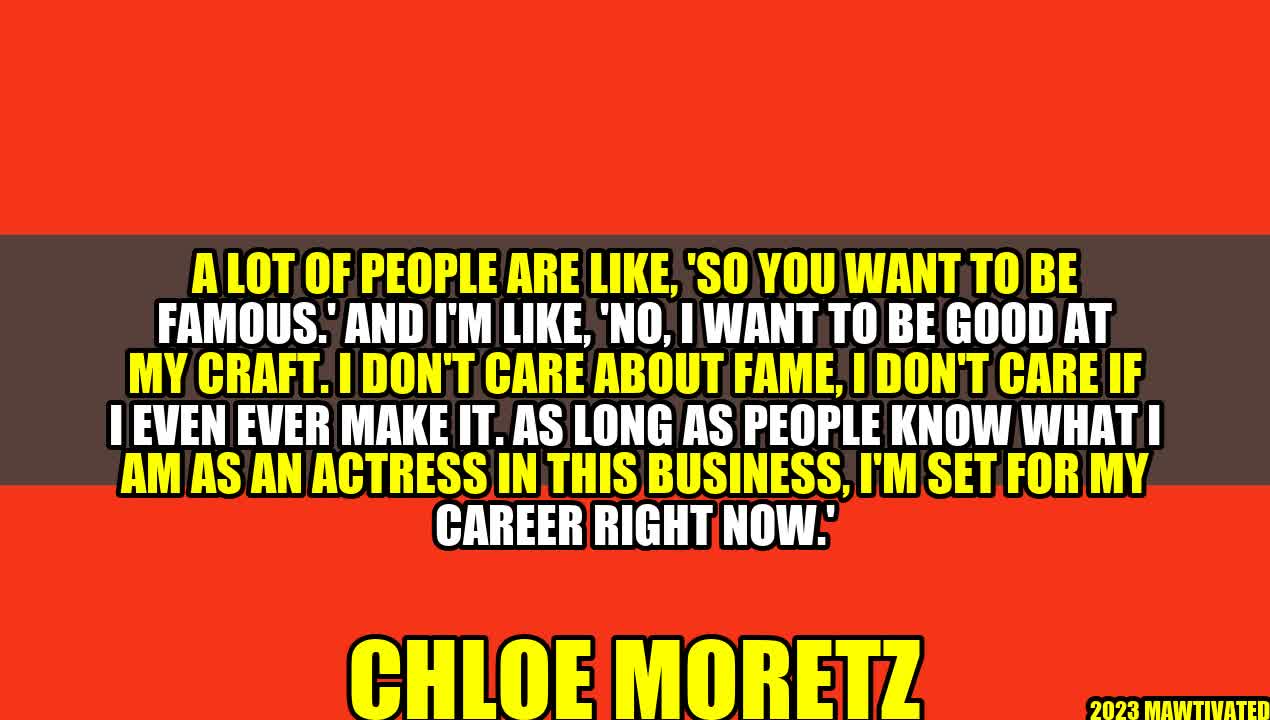 A LOT OF PEOPLE ARE LIKE, 'SO YOU WANT TO BE
FAMOUS.' AND I'M LIKE, 'NO, I WANT TO BE GOOD AT
MY CRAFT. I DON'T CARE ABOUT FAME, I DON'T CARE IF
I EVEN EVER MAKE IT. AS LONG AS PEOPLE KNOW WHAT I
AM AS AN ACTRESS IN THIS BUSINESS, I'M SET FOR MY
CAREER RIGHT NOW.'
CHLOE MORETZ
2023 MAWTIVATED